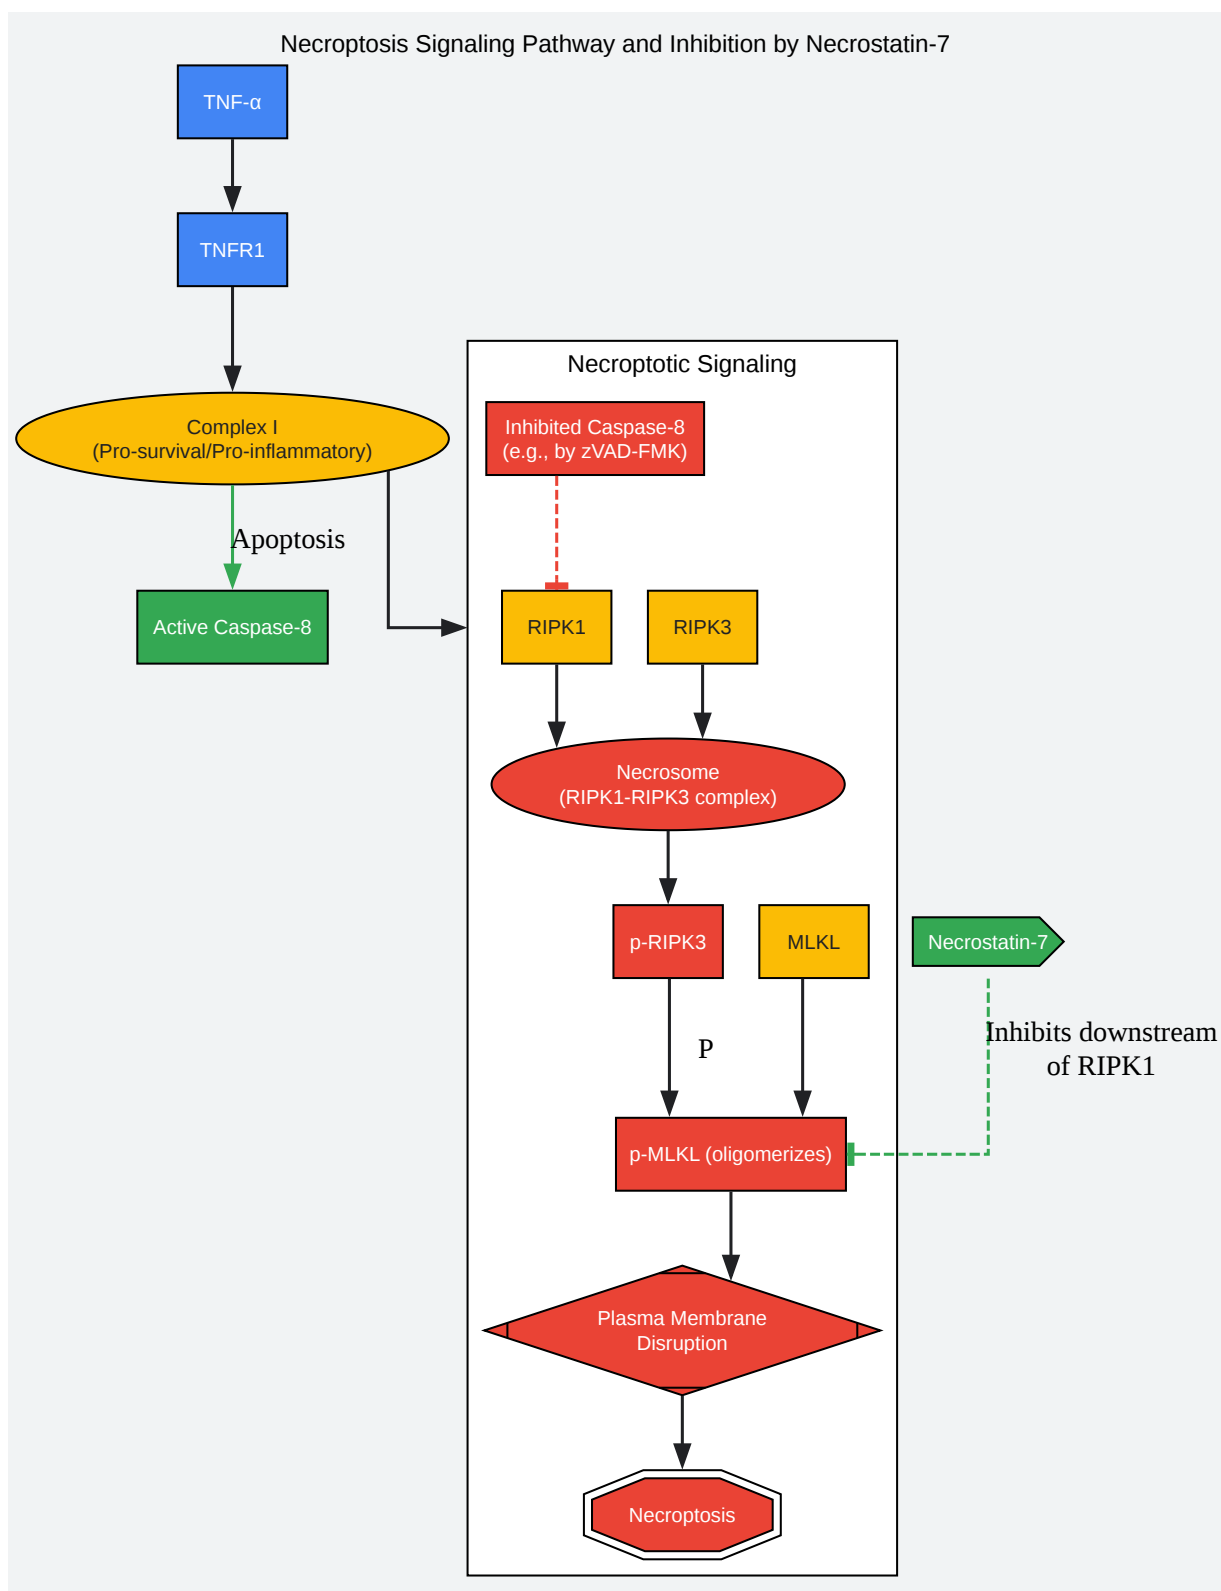 Necroptosis Signaling Pathway and Inhibition by Necrostatin-7
TNF-α
TNFR1
Complex I
(Pro-survival/Pro-inflammatory)
Apoptosis
Active Caspase-8
Necroptotic Signaling
Inhibited Caspase-8
(e.g., by zVAD-FMK)
RIPK1
RIPK3
Necrosome
(RIPK1-RIPK3 complex)
p-RIPK3
MLKL
Necrostatin-7
P
Inhibits downstream
of RIPK1
p-MLKL (oligomerizes)
Plasma Membrane
Disruption
Necroptosis